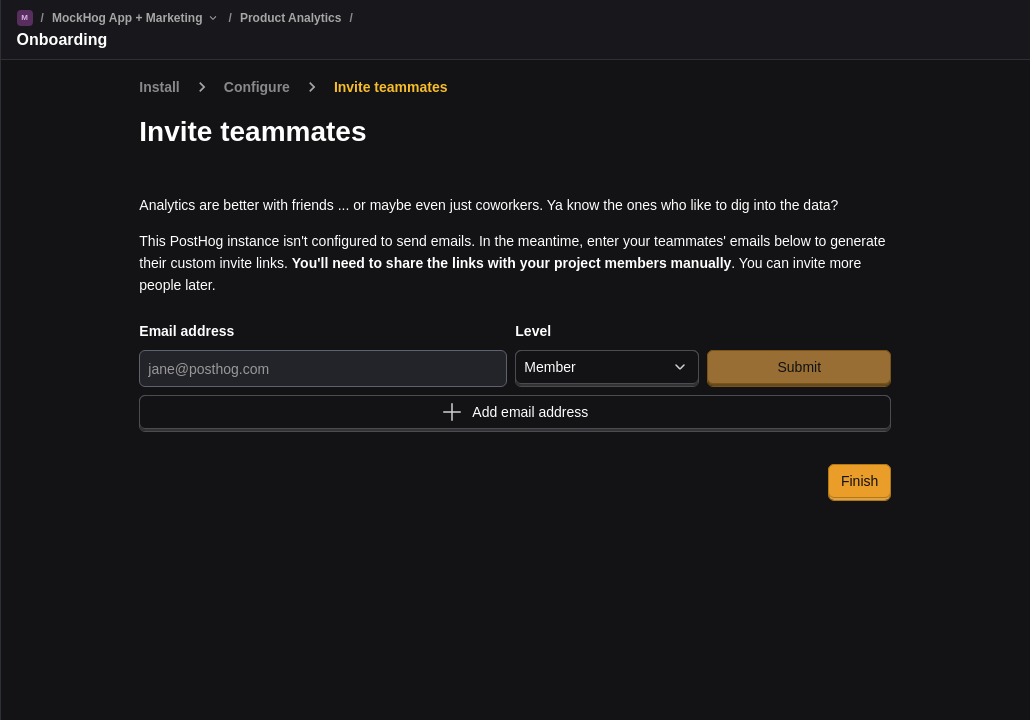 M / MockHog App + Marketing / Product Analytics /
Onboarding
Install Configure Invite teammates
Invite teammates
Analytics are better with friends ... or maybe even just coworkers. Ya know the ones who like to dig into the data?
This PostHog instance isn't configured to send emails. In the meantime, enter your teammates' emails below to generate
their custom invite links. You'll need to share the links with your project members manually. You can invite more
people later.
Email address Level
jane@posthog.com Member Submit
Add email address
Finish